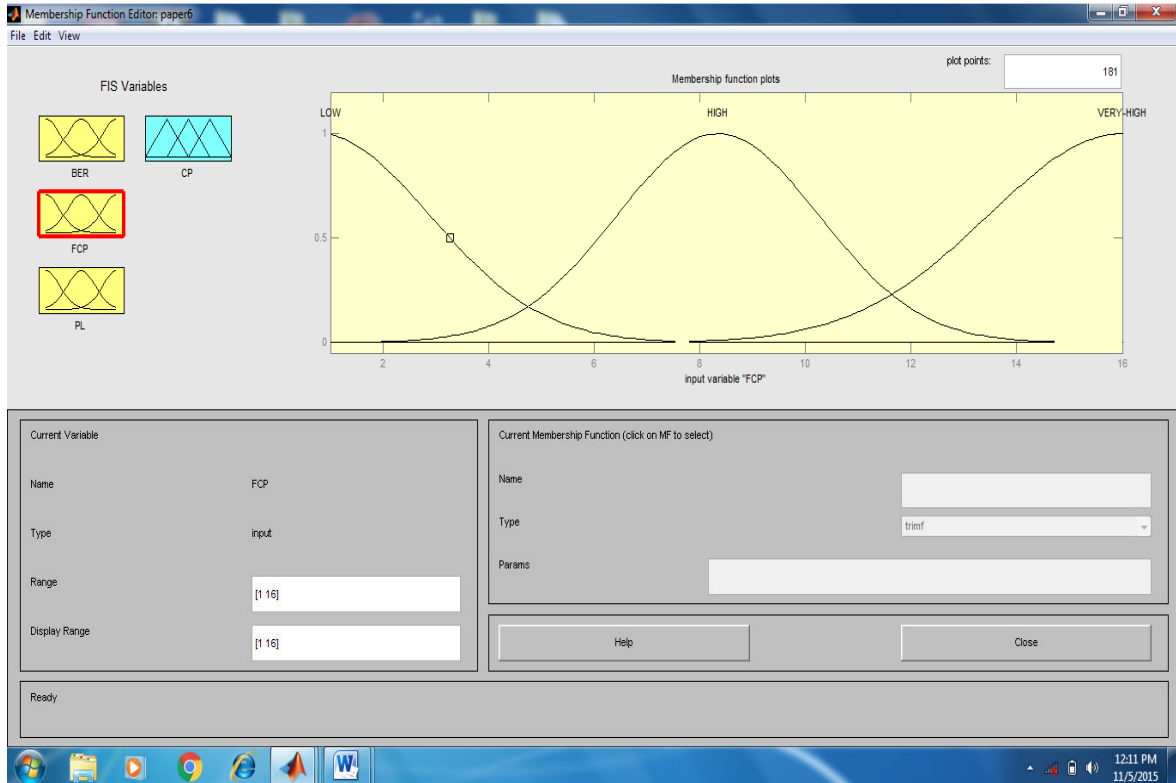 Membership Function Editor: paper6
File Edit View
FIS Variables
BER
CP
FCP
PL
plot points:
181
Membership function plots
LOW
HIGH
VERY-HIGH
1
0.5
0
2
4
6
8
10
12
14
16
input variable "FCP"
Current Variable
Name
FCP
Type
input
Range
[1 16]
Display Range
[1 16]
Current Membership Function (click on MF to select)
Name
Type
trimf
Params
Help
Close
Ready
12:11 PM
11/5/2015